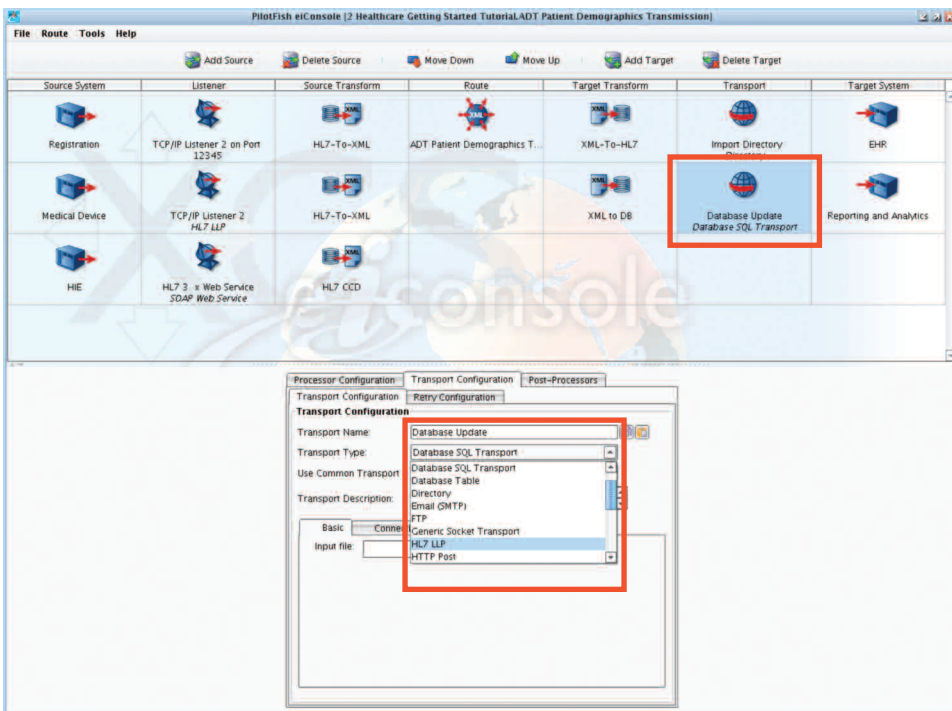 PilotFish eiConsole [2 Healthcare Getting Started Tutorial.ADT Patient Demographics Transmission]
File Route Tools Help
Add Source Delete Source Move Down Move Up Add Target Delete Target
Source System Listener Source Transform Route Target Transform Transport Target System
Registration TCP/IP Listener 2 on Port 12345 HL7-To-XML ADT Patient Demographics T... XML-To-HL7 Import Directory EHR
Medical Device TCP/IP Listener 2 HL7-To-XML XML to DB Database Update Reporting and Analytics
HL7 LLP Database SQL Transport
HIE HL7 3.x Web Service HL7 CCD
SOAP Web Service
eiconsole
Processor Configuration Transport Configuration Post-Processors
Transport Configuration Retry Configuration
Transport Configuration
Transport Name: Database Update
Transport Type: Database SQL Transport
Use Common Transport
Transport Description:
Database SQL Transport
Database Table
Directory
Email (SMTP)
FTP
Generic Socket Transport
HL7 LLP
HTTP Post
Basic
Input file: